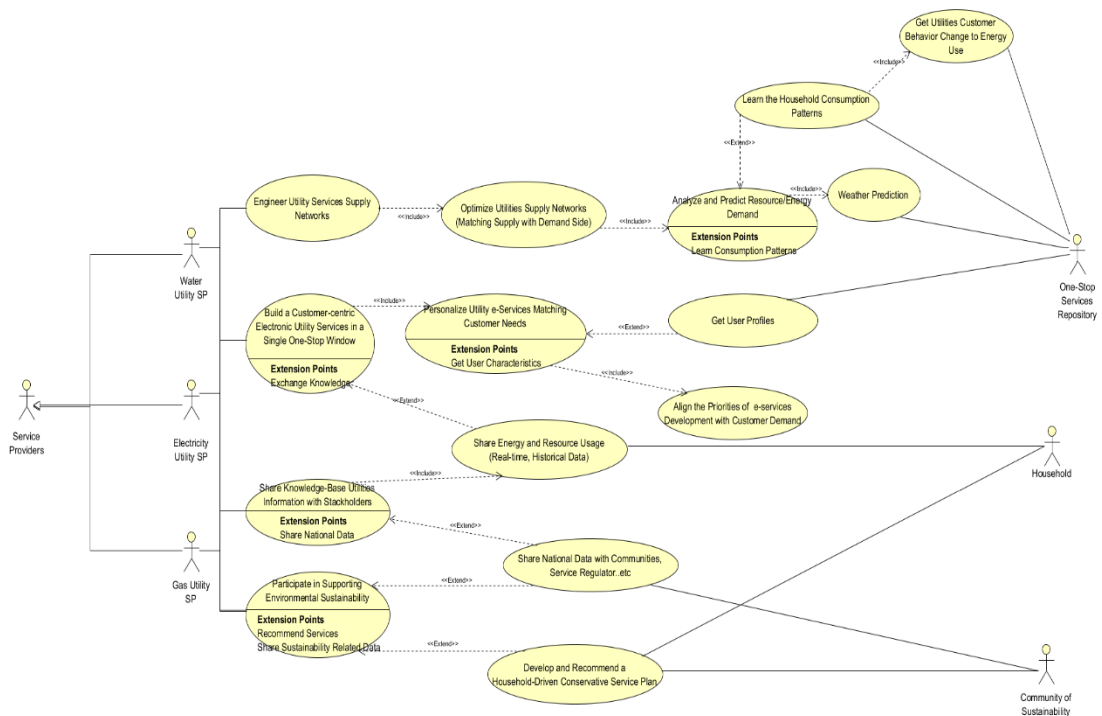 Get Utilities Customer
Behavior Change to Energy
Use
<<Include>>
Learn the Household Consumption
Patterns
<<Extend>>
Engineer Utility Services Supply
Networks
<<Include>>
Optimize Utilities Supply Networks
(Matching Supply with Demand Side)
<<Include>>
Analyze and Predict Resource/Energy
Demand
Extension Points
Learn Consumption Patterns
<<Include>>
Weather Prediction
Water
Utility SP
One-Stop
Services
Repository
Build a Customer-centric
Electronic Utility Services in a
Single One-Stop Window
Extension Points
Exchange Knowledge
<<Include>>
Personalize Utility e-Services Matching
Customer Needs
Extension Points
Get User Characteristics
<<Extend>>
Get User Profiles
<<Include>>
Align the Priorities of e-services
Development with Customer Demand
<<Extend>>
Service
Providers
Electricity
Utility SP
Share Energy and Resource Usage
(Real-time, Historical Data)
Household
<<Include>>
Share Knowledge-Base Utilities
Information with Stackholders
Extension Points
Share National Data
<<Extend>>
Share National Data with Communities,
Service Regulator..etc
Gas Utility
SP
<<Extend>>
Participate in Supporting
Environmental Sustainability
Extension Points
Recommend Services
Share Sustainability Related Data
<<Extend>>
Develop and Recommend a
Household-Driven Conservative Service Plan
Community of
Sustainability